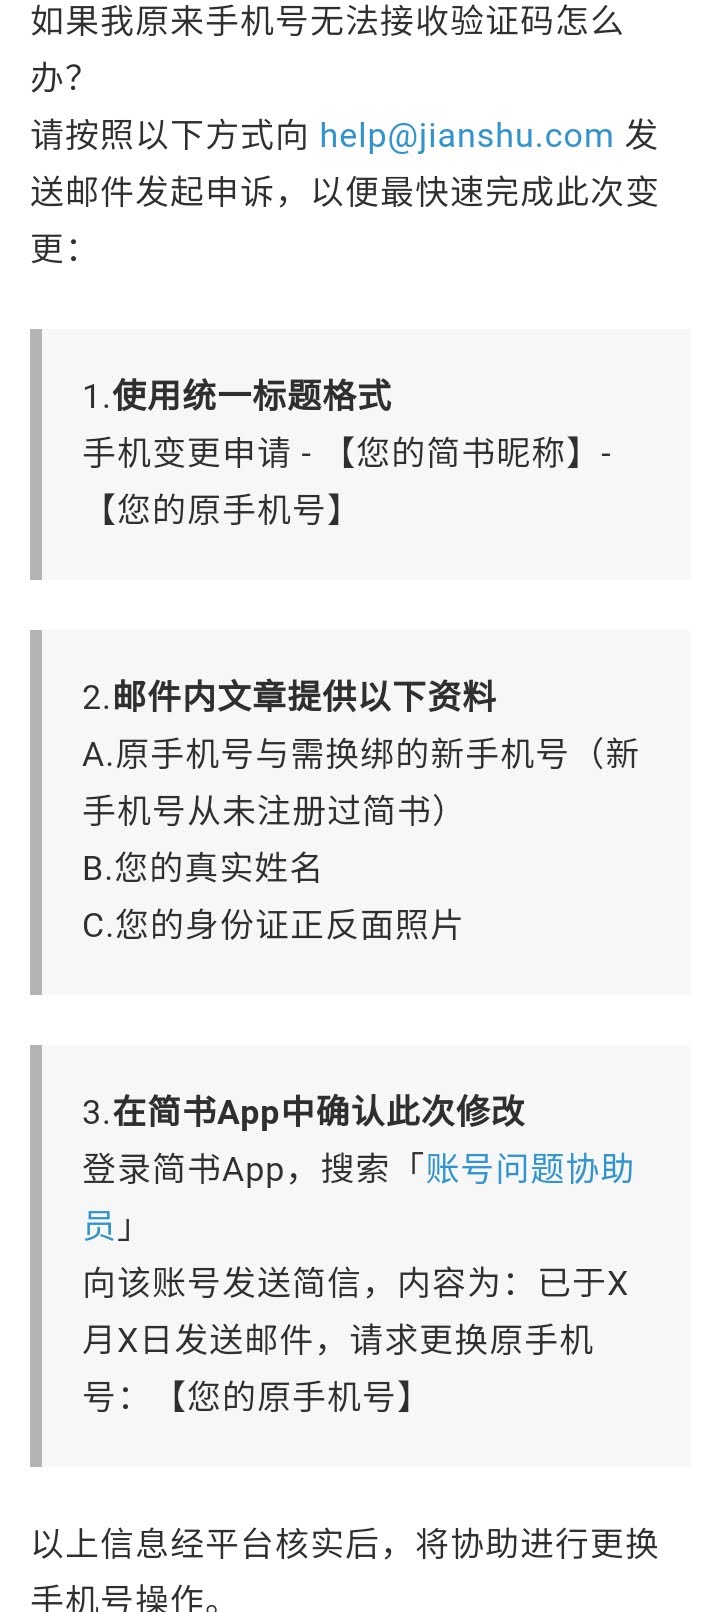 如果我原来手机号无法接收验证码怎么
办？
请按照以下方式向 help@jianshu.com 发
送邮件发起申诉，以便最快速完成此次变
更：
1.使用统一标题格式
手机变更申请 - 【您的简书昵称】-
【您的原手机号】
2.邮件内文章提供以下资料
A.原手机号与需换绑的新手机号（新
手机号从未注册过简书）
B.您的真实姓名
C.您的身份证正反面照片
3.在简书App中确认此次修改
登录简书App，搜索「账号问题协助
员」
向该账号发送简信，内容为：已于X
月X日发送邮件，请求更换原手机
号：【您的原手机号】
以上信息经平台核实后，将协助进行更换
手机号操作。